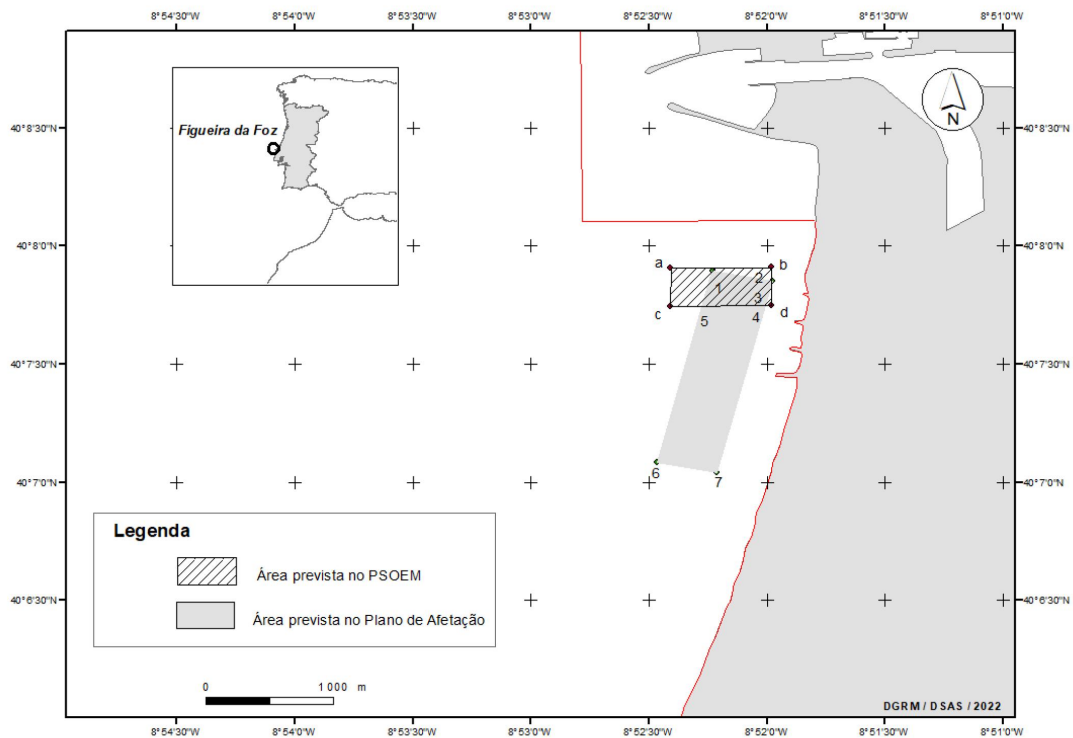 8°54'30"W 8°54'0"W 8°53'30"W 8°53'0"W 8°52'30"W 8°52'0"W 8°51'30"W 8°51'0"W
Figueira da Foz
N
40°8'30"N 40°8'30"N
40°8'0"N 40°8'0"N
a b
2
1
3
c d
5 4
40°7'30"N 40°7'30"N
6 7
40°7'0"N 40°7'0"N
Legenda
Área prevista no PSOEM
Área prevista no Plano de Afetação
40°6'30"N 40°6'30"N
0 1 000 m
DGRM / DSAS / 2022
8°54'30"W 8°54'0"W 8°53'30"W 8°53'0"W 8°52'30"W 8°52'0"W 8°51'30"W 8°51'0"W